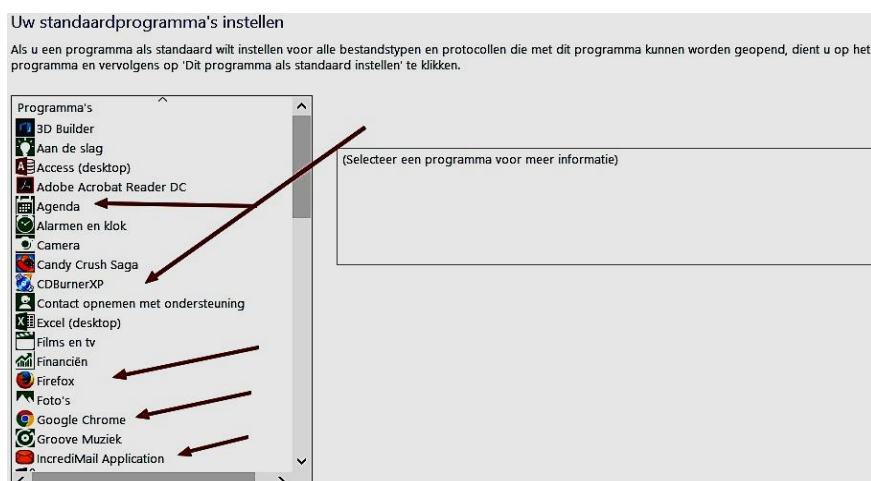 Uw standaardprogramma's instellen
Als u een programma als standaard wilt instellen voor alle bestandstypen en protocollen die met dit programma kunnen worden geopend, dient u op het
programma en vervolgens op 'Dit programma als standaard instellen' te klikken.
Programma's
3D Builder
Aan de slag
Access (desktop)
Adobe Acrobat Reader DC
Agenda
Alarmen en klok
Camera
Candy Crush Saga
CDBurnerXP
Contact opnemen met ondersteuning
Excel (desktop)
Films en tv
Financiën
Firefox
Foto's
Google Chrome
Groove Muziek
IncrediMail Application
(Selecteer een programma voor meer informatie)